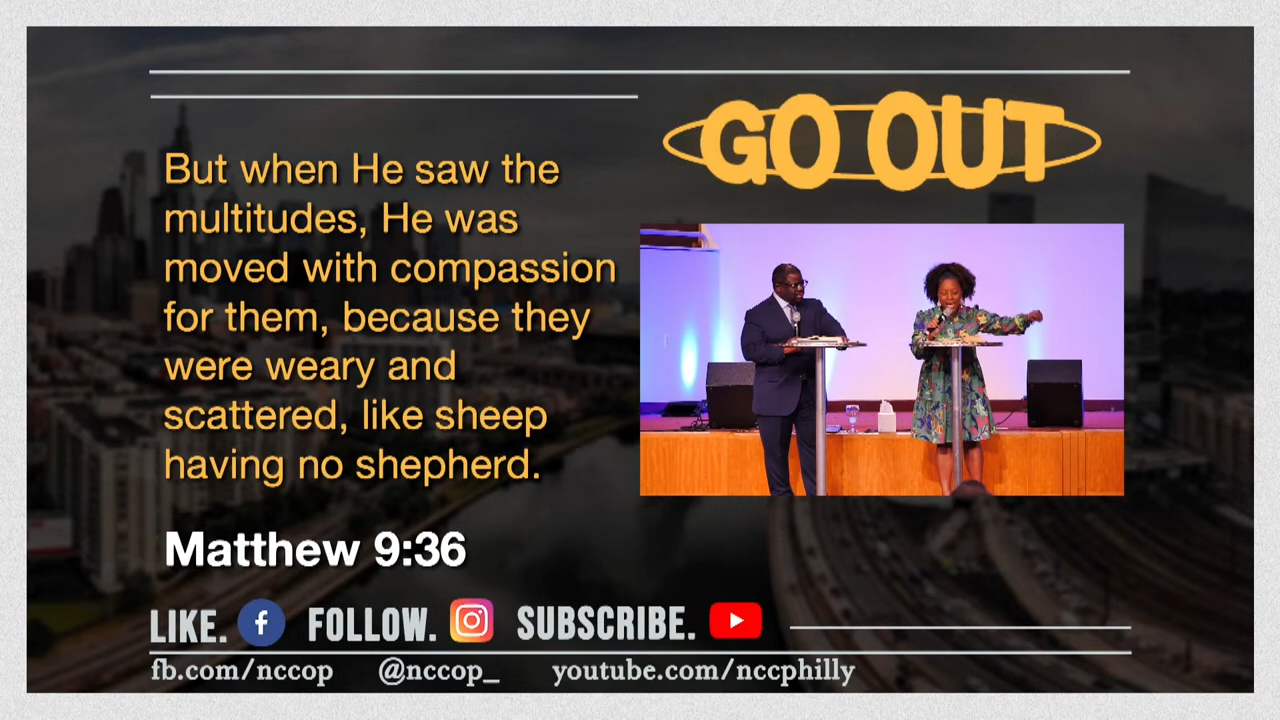 GO OUT
But when He saw the
multitudes, He was
moved with compassion
for them, because they
were weary and
scattered, like sheep
having no shepherd.
Matthew 9:36
LIKE. FOLLOW. SUBSCRIBE.
fb.com/nccop @nccop_ youtube.com/nccphilly